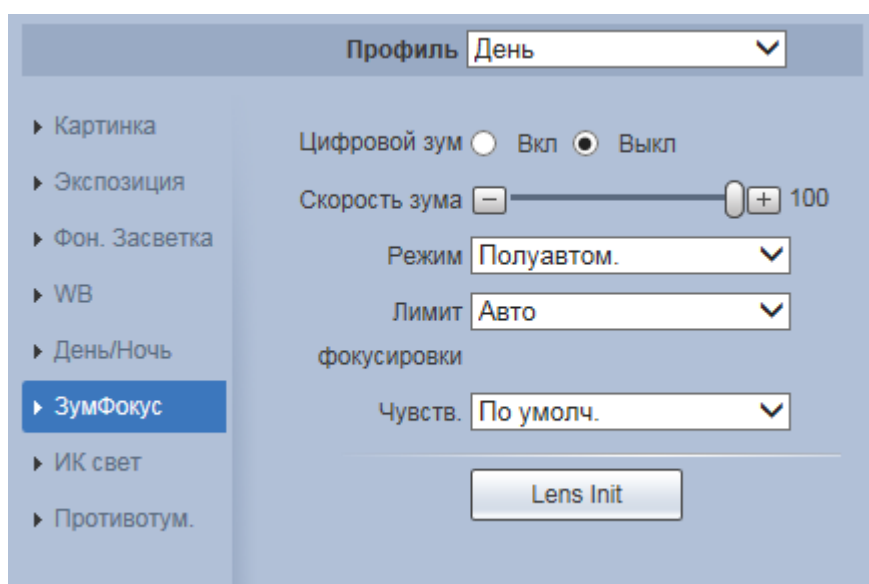 Профиль День
Картинка
Экспозиция
Фон. Засветка
WB
День/Ночь
ЗумФокус
ИК свет
Противотум.
Цифровой зум Вкл Выкл
Скорость зума 100
Режим Полуавтом.
Лимит Авто
фокусировки
Чувств. По умолч.
Lens Init